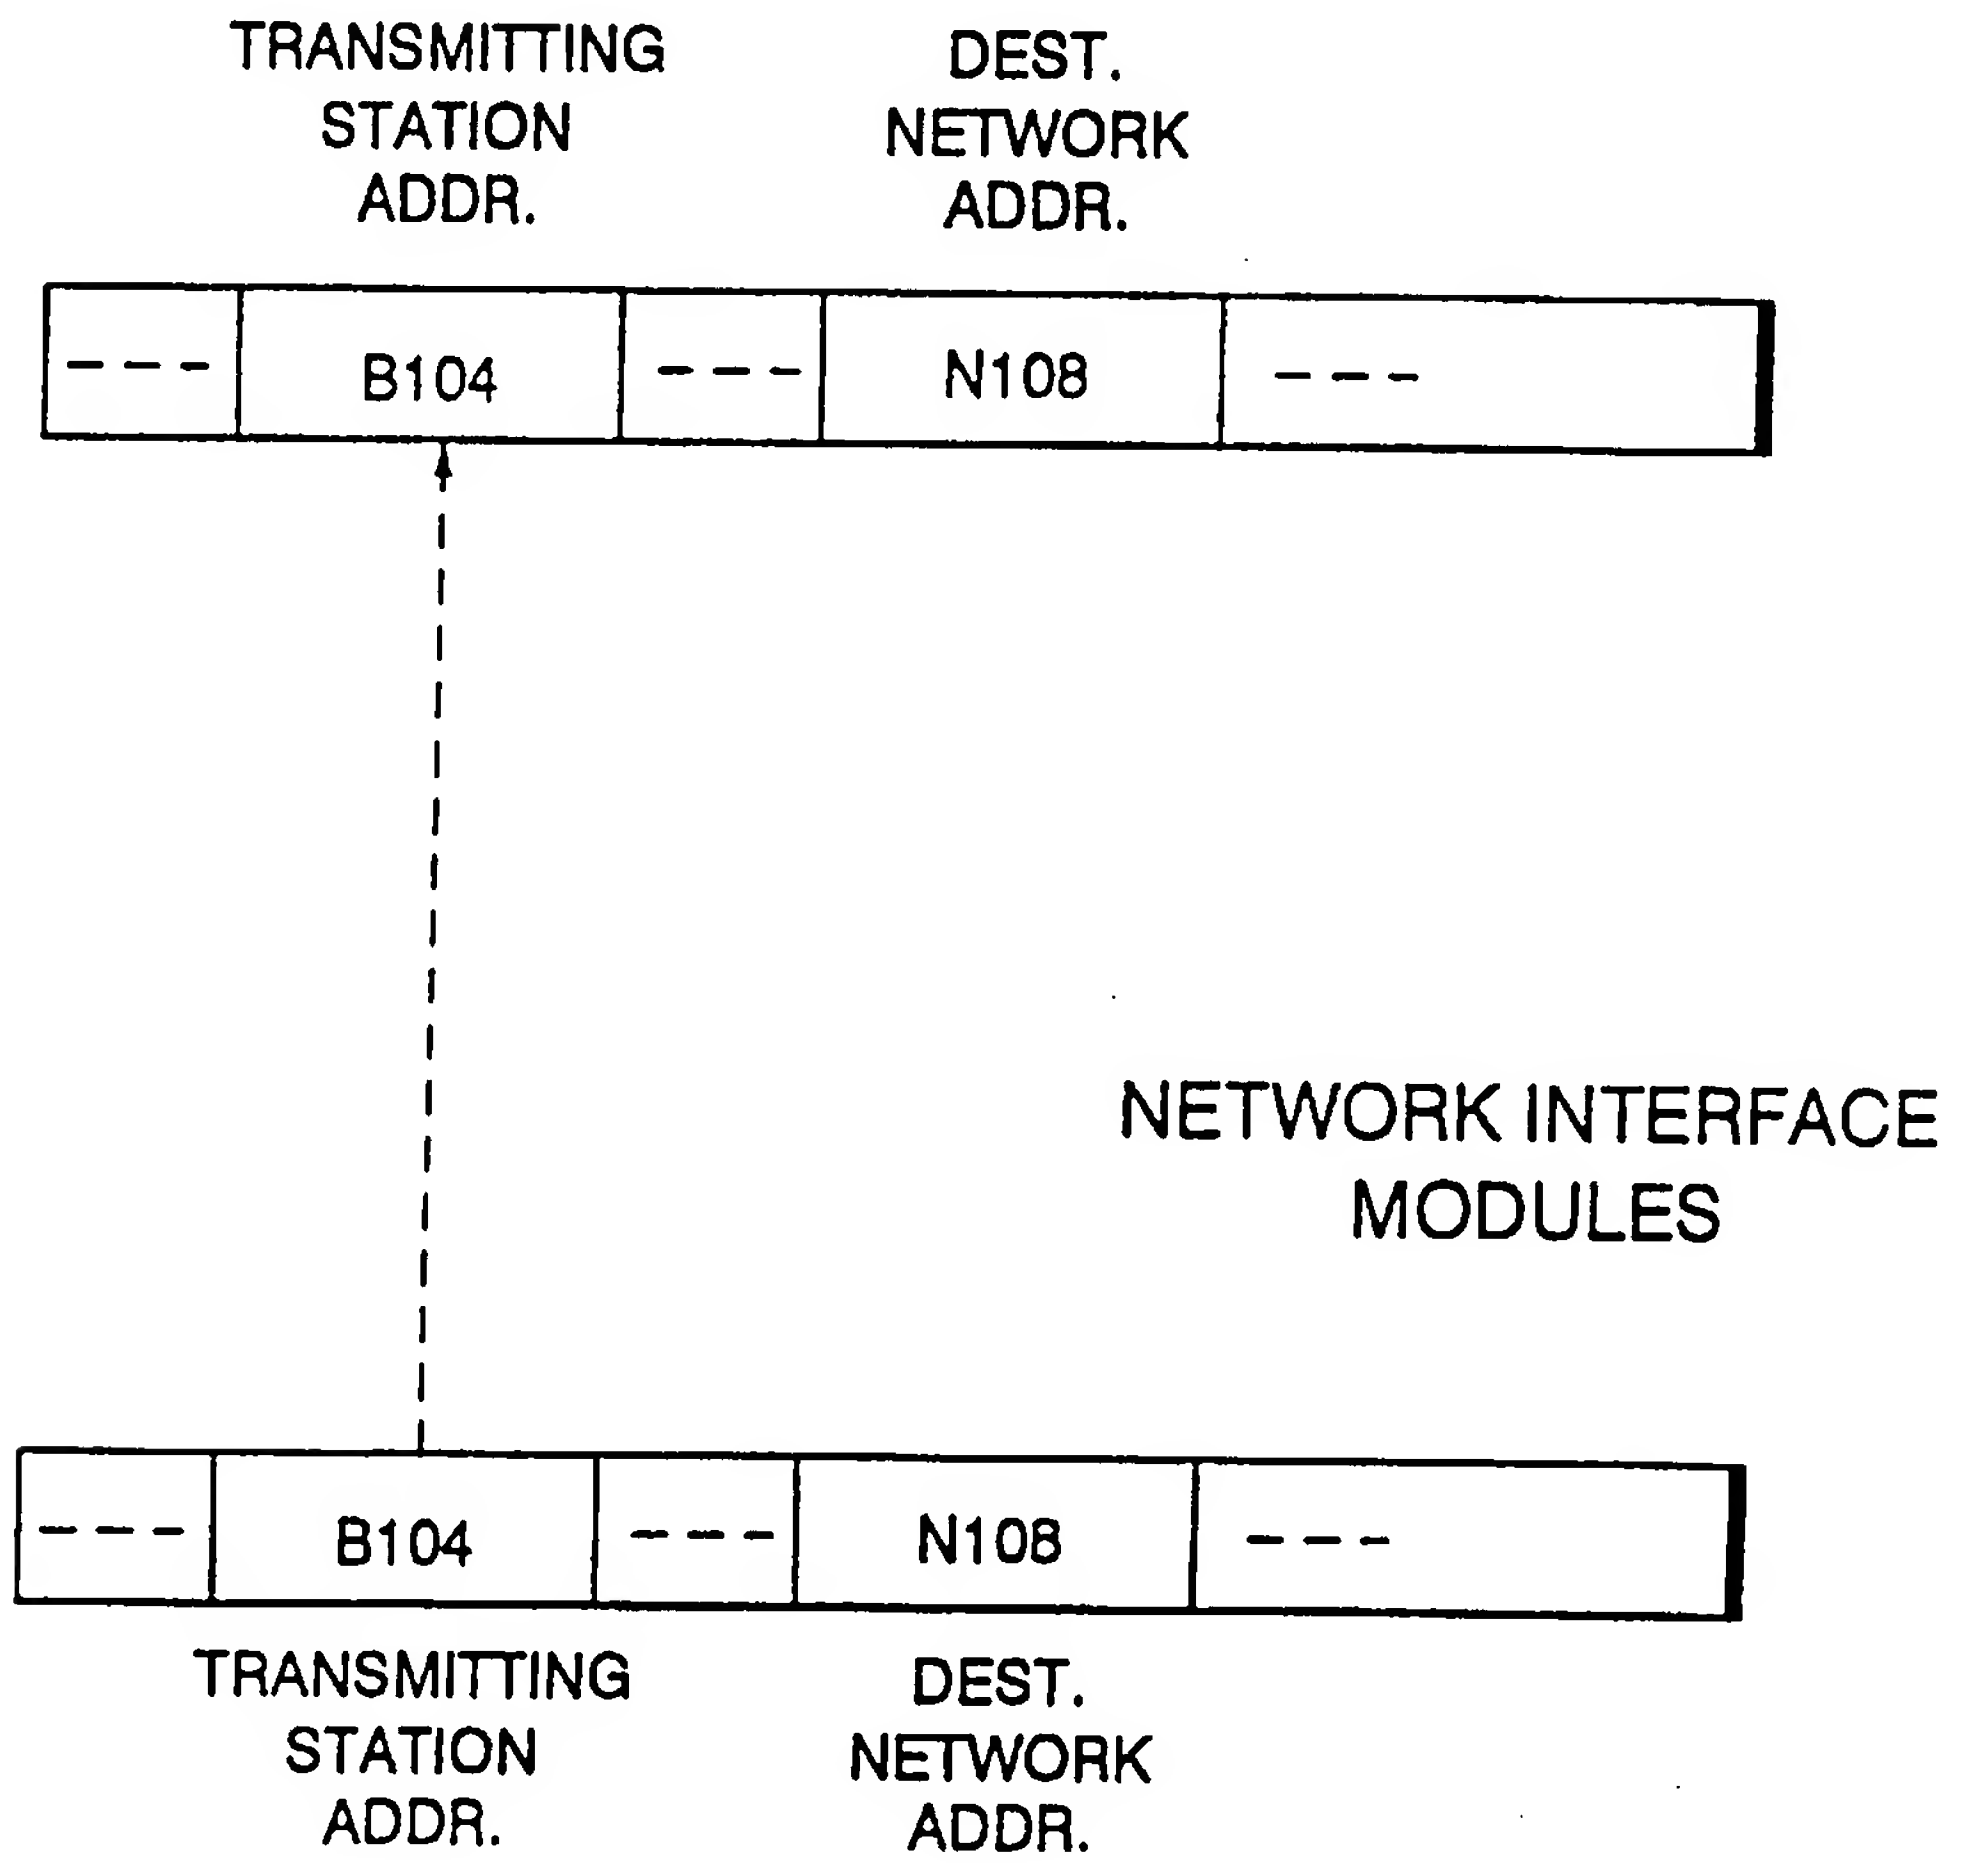 TRANSMITTING
STATION
ADDR.
DEST.
NETWORK
ADDR.
--- B104 --- N108 ---
NETWORK INTERFACE
MODULES
--- B104 --- N108 ---
TRANSMITTING
STATION
ADDR.
DEST.
NETWORK
ADDR.